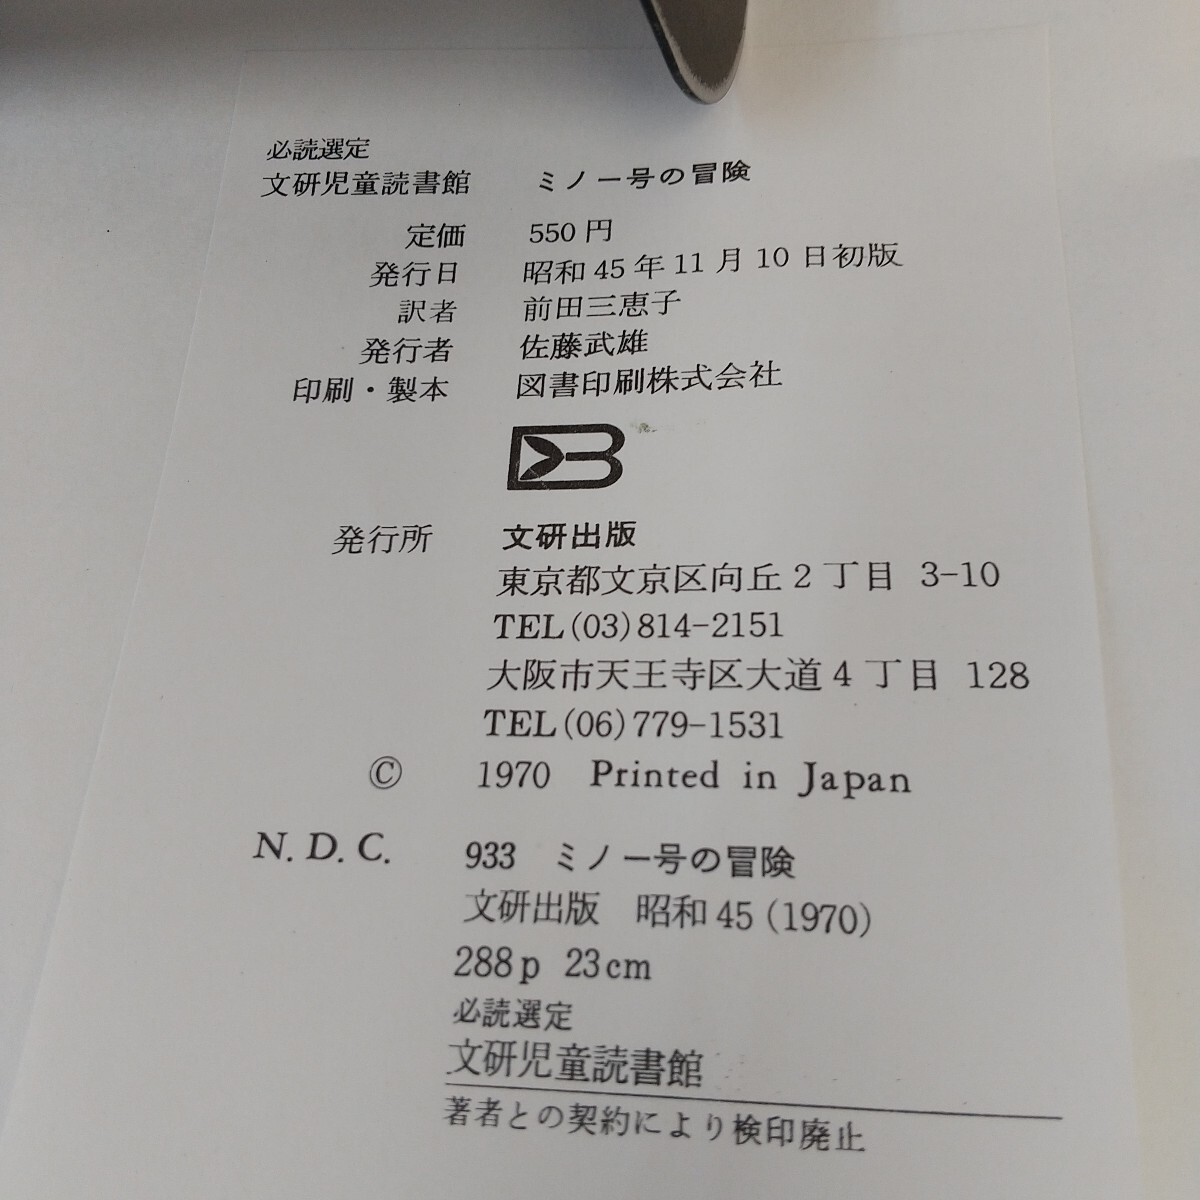 必読選定
文研児童読書館 ミノー号の冒険
定価 550円
発行日 昭和45年11月10日初版
訳者 前田三恵子
発行者 佐藤武雄
印刷・製本 図書印刷株式会社
発行所 文研出版
東京都文京区向丘2丁目 3-10
TEL(03)814-2151
大阪市天王寺区大道4丁目 128
TEL(06)779-1531
© 1970 Printed in Japan
N. D. C. 933 ミノー号の冒険
文研出版 昭和45(1970)
288p 23cm
必読選定
文研児童読書館
著者との契約により検印廃止